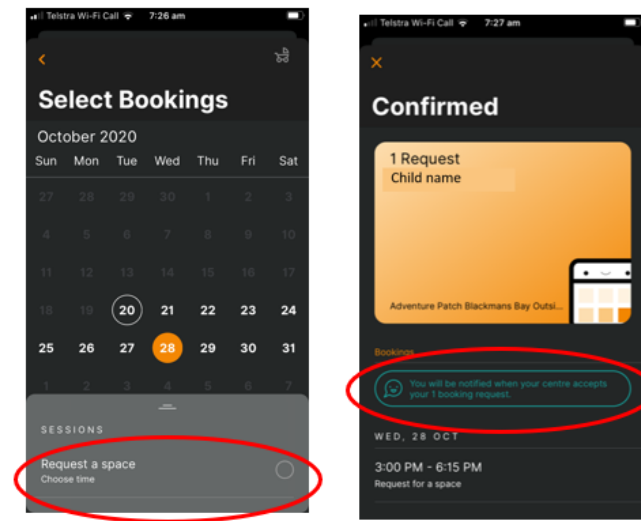 Telstra Wi-Fi Call 7:26 am
Select Bookings
October 2020
Sun Mon Tue Wed Thu Fri Sat
27 28 29 30 1 2 3
4 5 6 7 8 9 10
11 12 13 14 15 16 17
18 19 20 21 22 23 24
25 26 27 28 29 30 31
1 2 3 4 5 6 7
SESSIONS
Request a space
Choose time
Telstra Wi-Fi Call 7:27 am
Confirmed
1 Request
Child name
Adventure Patch Blackmans Bay Outsi...
Bookings
You will be notified when your centre accepts
your 1 booking request.
WED, 28 OCT
3:00 PM - 6:15 PM
Request for a space